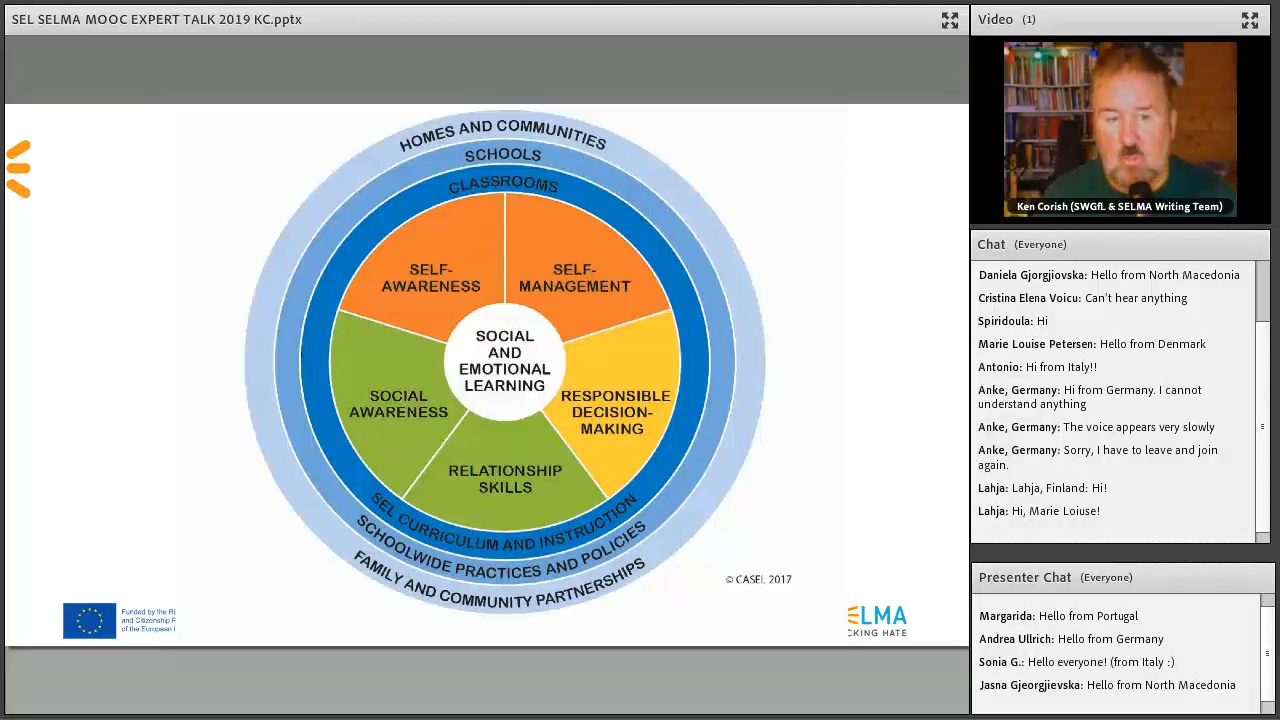 SEL SELMA MOOC EXPERT TALK 2019 KC.pptx
HOMES AND COMMUNITIES
SCHOOLS
CLASSROOMS
SELF-
AWARENESS
SELF-
MANAGEMENT
SOCIAL
AND
EMOTIONAL
LEARNING
SOCIAL
AWARENESS
RESPONSIBLE
DECISION-
MAKING
RELATIONSHIP
SKILLS
SEL CURRICULUM AND INSTRUCTION
SCHOOLWIDE PRACTICES AND POLICIES
FAMILY AND COMMUNITY PARTNERSHIPS
© CASEL 2017
Funded by the Ri
and Citizenship P
of the European
ELMA
CKING HATE
Video (1)
Ken Corish (SWGfL & SELMA Writing Team)
Chat (Everyone)
Daniela Gjorgjiovska: Hello from North Macedonia
Cristina Elena Voicu: Can't hear anything
Spiridoula: Hi
Marie Louise Petersen: Hello from Denmark
Antonio: Hi from Italy!!
Anke, Germany: Hi from Germany. I cannot
understand anything
Anke, Germany: The voice appears very slowly
Anke, Germany: Sorry, I have to leave and join
again.
Lahja: Lahja, Finland: Hi!
Lahja: Hi, Marie Loiuse!
Presenter Chat (Everyone)
Margarida: Hello from Portugal
Andrea Ullrich: Hello from Germany
Sonia G.: Hello everyone! (from Italy :)
Jasna Gjeorgjievska: Hello from North Macedonia